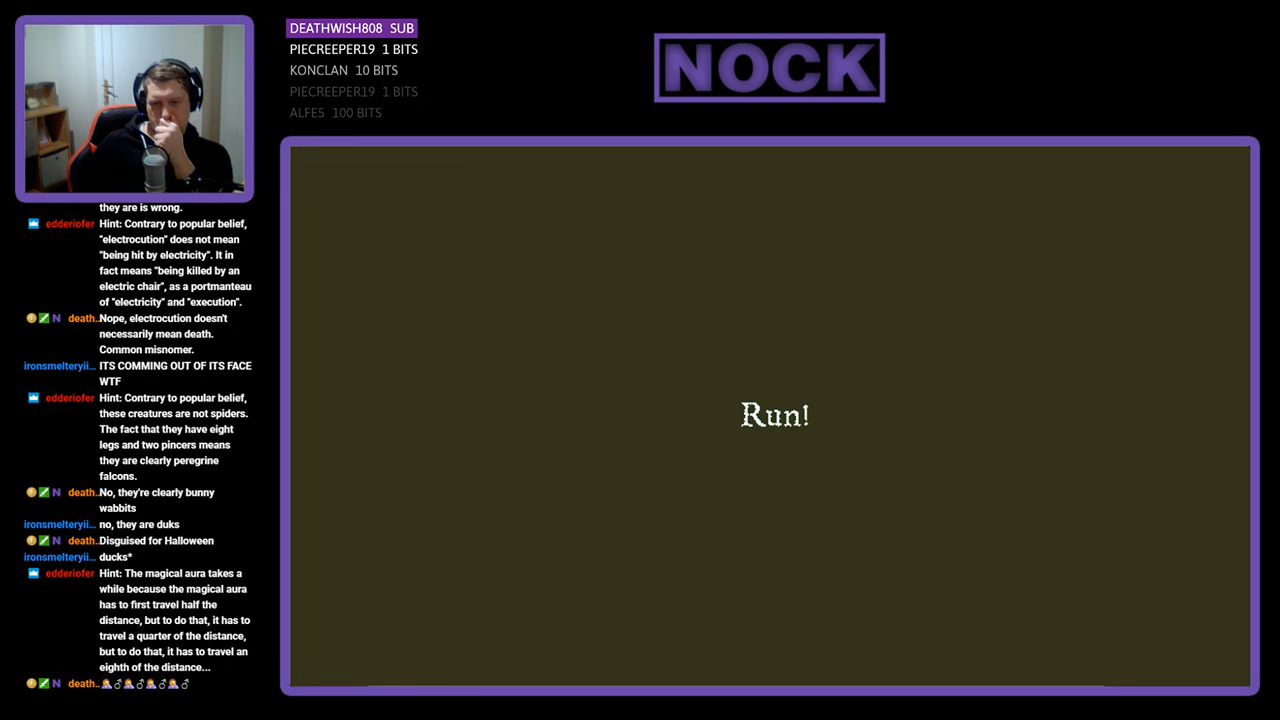 DEATHWISH808 SUB
PIECREEPER19 1 BITS
KONCLAN 10 BITS
PIECREEPER19 1 BITS
ALFE5 100 BITS
NOCK
they are is wrong.
edderiofer Hint: Contrary to popular belief,
"electrocution" does not mean
"being hit by electricity". It in
fact means "being killed by an
electric chair", as a portmanteau
of "electricity" and "execution".
N death… Nope, electrocution doesn't
necessarily mean death.
Common misnomer.
ironsmelteryii… ITS COMMING OUT OF ITS FACE
WTF
edderiofer Hint: Contrary to popular belief,
these creatures are not spiders.
The fact that they have eight
legs and two pincers means
they are clearly peregrine
falcons.
N death… No, they're clearly bunny
wabbits
ironsmelteryii… no, they are duks
N death… Disguised for Halloween
ironsmelteryii… ducks*
edderiofer Hint: The magical aura takes a
while because the magical aura
has to first travel half the
distance, but to do that, it has to
travel a quarter of the distance,
but to do that, it has to travel an
eighth of the distance...
N death… 🤦♂🤦♂🤦♂🤦♂
Run!